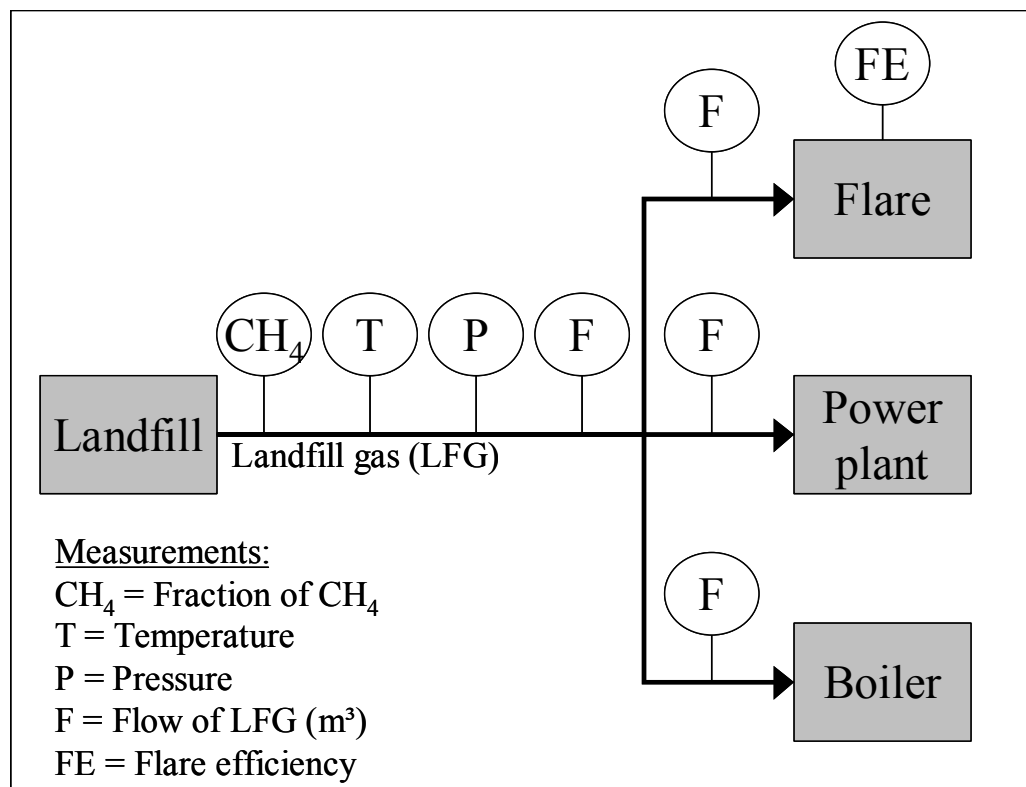 FE
F
Flare
CH₄
T
P
F
F
Landfill
Landfill gas (LFG)
Power
plant
Measurements:
CH₄ = Fraction of CH₄
T = Temperature
P = Pressure
F = Flow of LFG (m³)
FE = Flare efficiency
F
Boiler